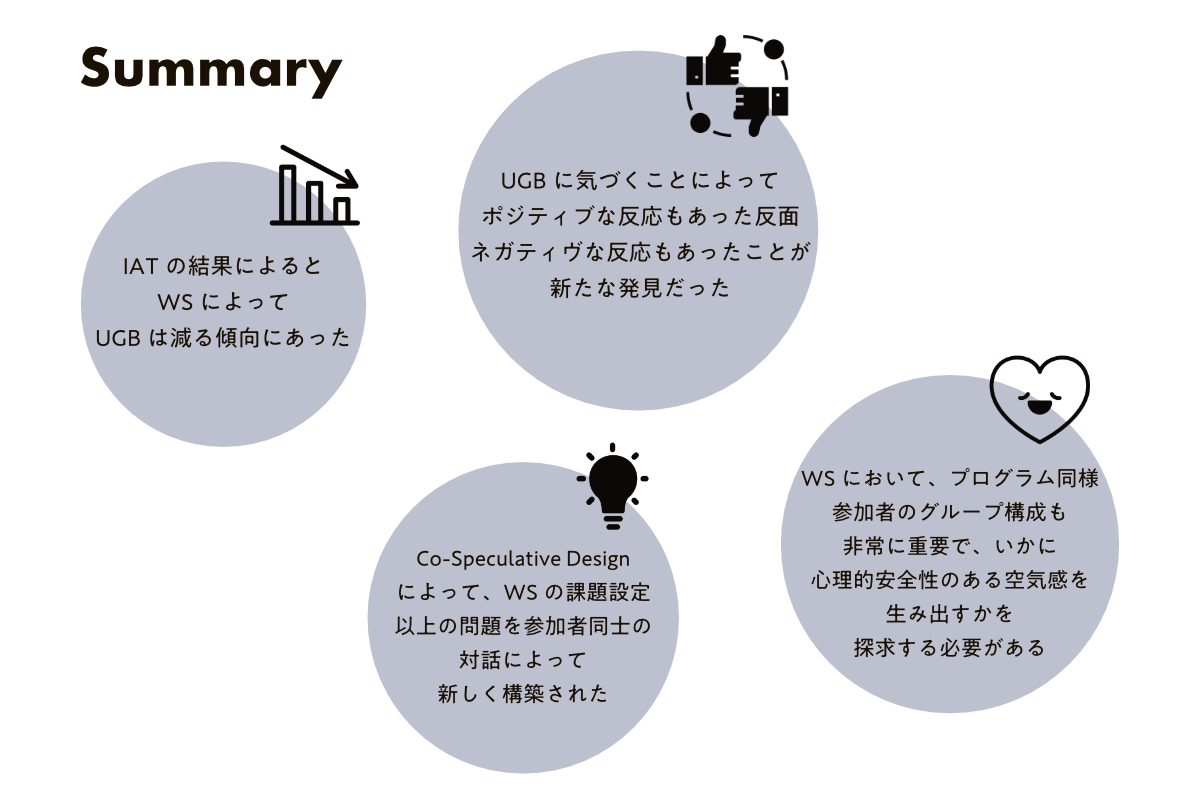 Summary
IAT の結果によると
WS によって
UGB は減る傾向にあった
UGB に気づくことによって
ポジティブな反応もあった反面
ネガティヴな反応もあったことが
新たな発見だった
Co-Speculative Design
によって、WS の課題設定
以上の問題を参加者同士の
対話によって
新しく構築された
WS において、プログラム同様
参加者のグループ構成も
非常に重要で、いかに
心理的安全性のある空気感を
生み出すかを
探求する必要がある